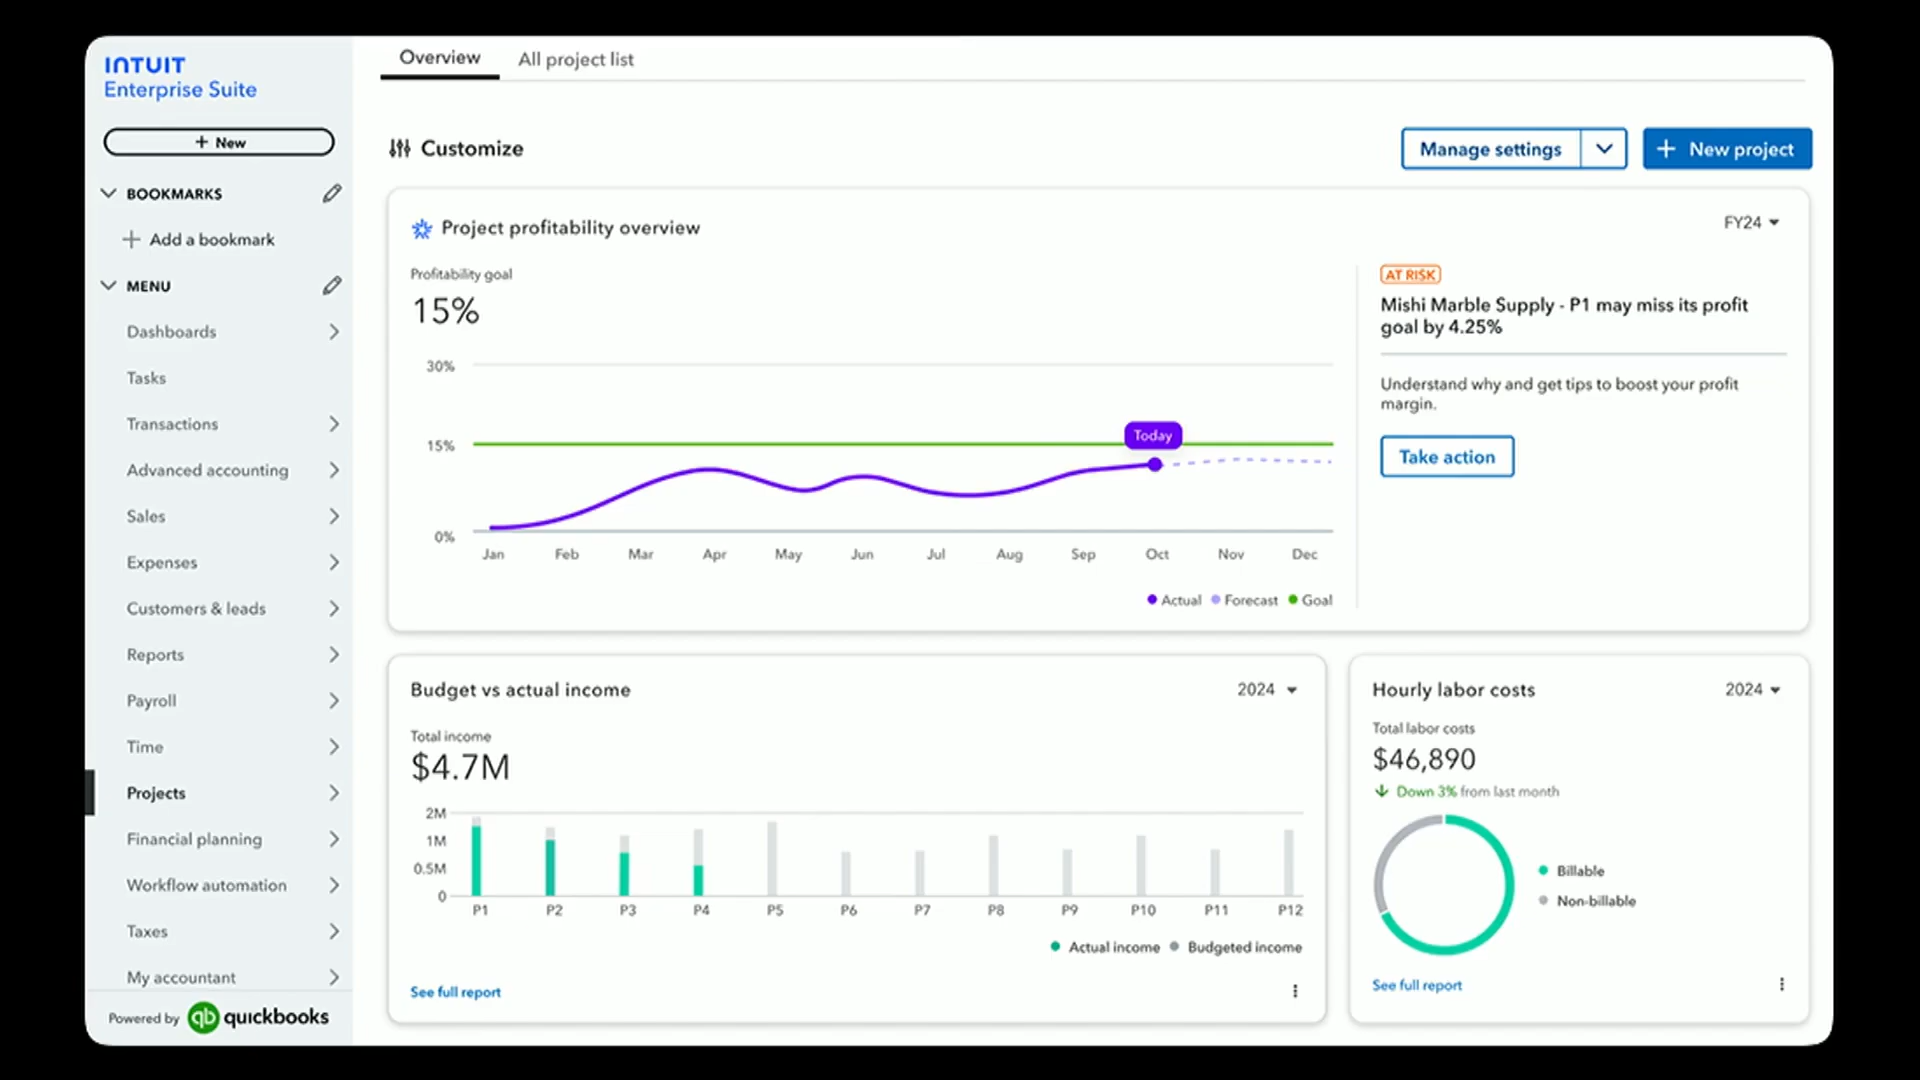 INTUIT
Enterprise Suite
+ New
BOOKMARKS
Add a bookmark
MENU
Dashboards
Tasks
Transactions
Advanced accounting
Sales
Expenses
Customers & leads
Reports
Payroll
Time
Projects
Financial planning
Workflow automation
Taxes
My accountant
Powered by qb quickbooks
Overview
All project list
Customize
Manage settings
+ New project
Project profitability overview
FY24
Profitability goal
15%
30%
15%
0%
Today
Jan Feb Mar Apr May Jun Jul Aug Sep Oct Nov Dec
Actual Forecast Goal
AT RISK
Mishi Marble Supply - P1 may miss its profit
goal by 4.25%
Understand why and get tips to boost your profit
margin.
Take action
Budget vs actual income
2024
Total income
$4.7M
2M
1M
0.5M
0
P1 P2 P3 P4 P5 P6 P7 P8 P9 P10 P11 P12
Actual income Budgeted income
See full report
Hourly labor costs
2024
Total labor costs
$46,890
Down 3% from last month
Billable
Non-billable
See full report